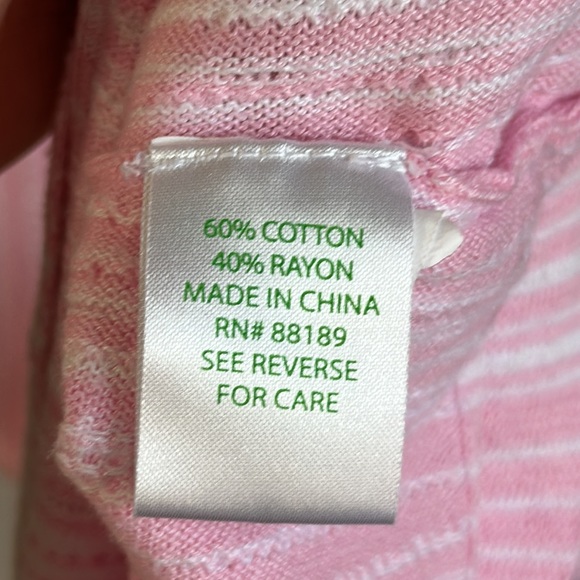 60% COTTON
40% RAYON
MADE IN CHINA
RN# 88189
SEE REVERSE
FOR CARE